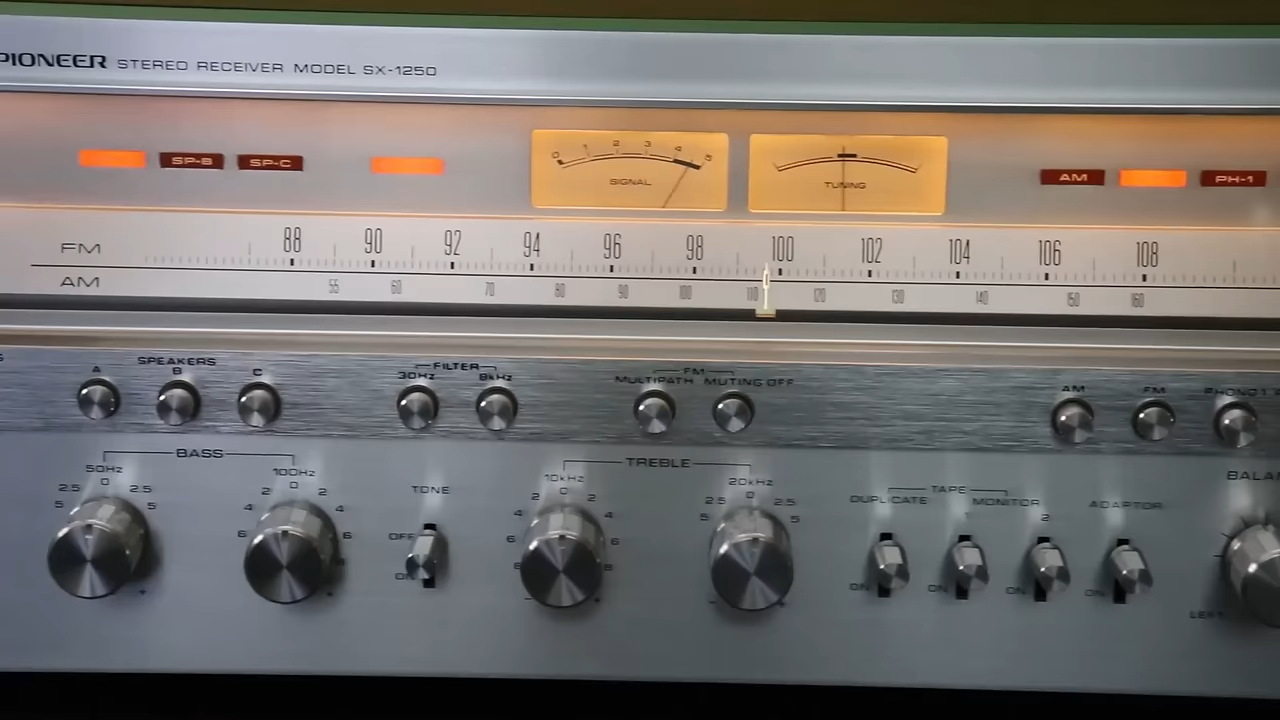 PIONEER STEREO RECEIVER MODEL SX-1250
SP-B SP-C
0 1 2 3 4 5
SIGNAL
TUNING
AM PH-1
FM 88 90 92 94 96 98 100 102 104 106 108
AM 55 60 70 80 90 100 110 120 130 140 150 160
SPEAKERS
A B C
FILTER
30Hz 8kHz
FM
MULTIPATH MUTING OFF
AM FM PHONO 1
BASS
50Hz 100Hz
2.5 0 2.5
5 5
2 0 2
4 4
6 6
TONE
OFF
ON
TREBLE
10kHz 20kHz
2 0 2
4 4
6 6
8 8
2.5 0 2.5
5 5
TAPE
DUPLICATE MONITOR
2
ON ON ON
ADAPTOR
ON
BALA
LEFT